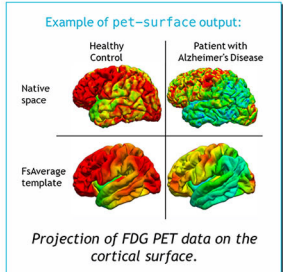 Example of pet-surface output:
Healthy
Control
Patient with
Alzheimer's Disease
Native
space
FsAverage
template
Projection of FDG PET data on the
cortical surface.